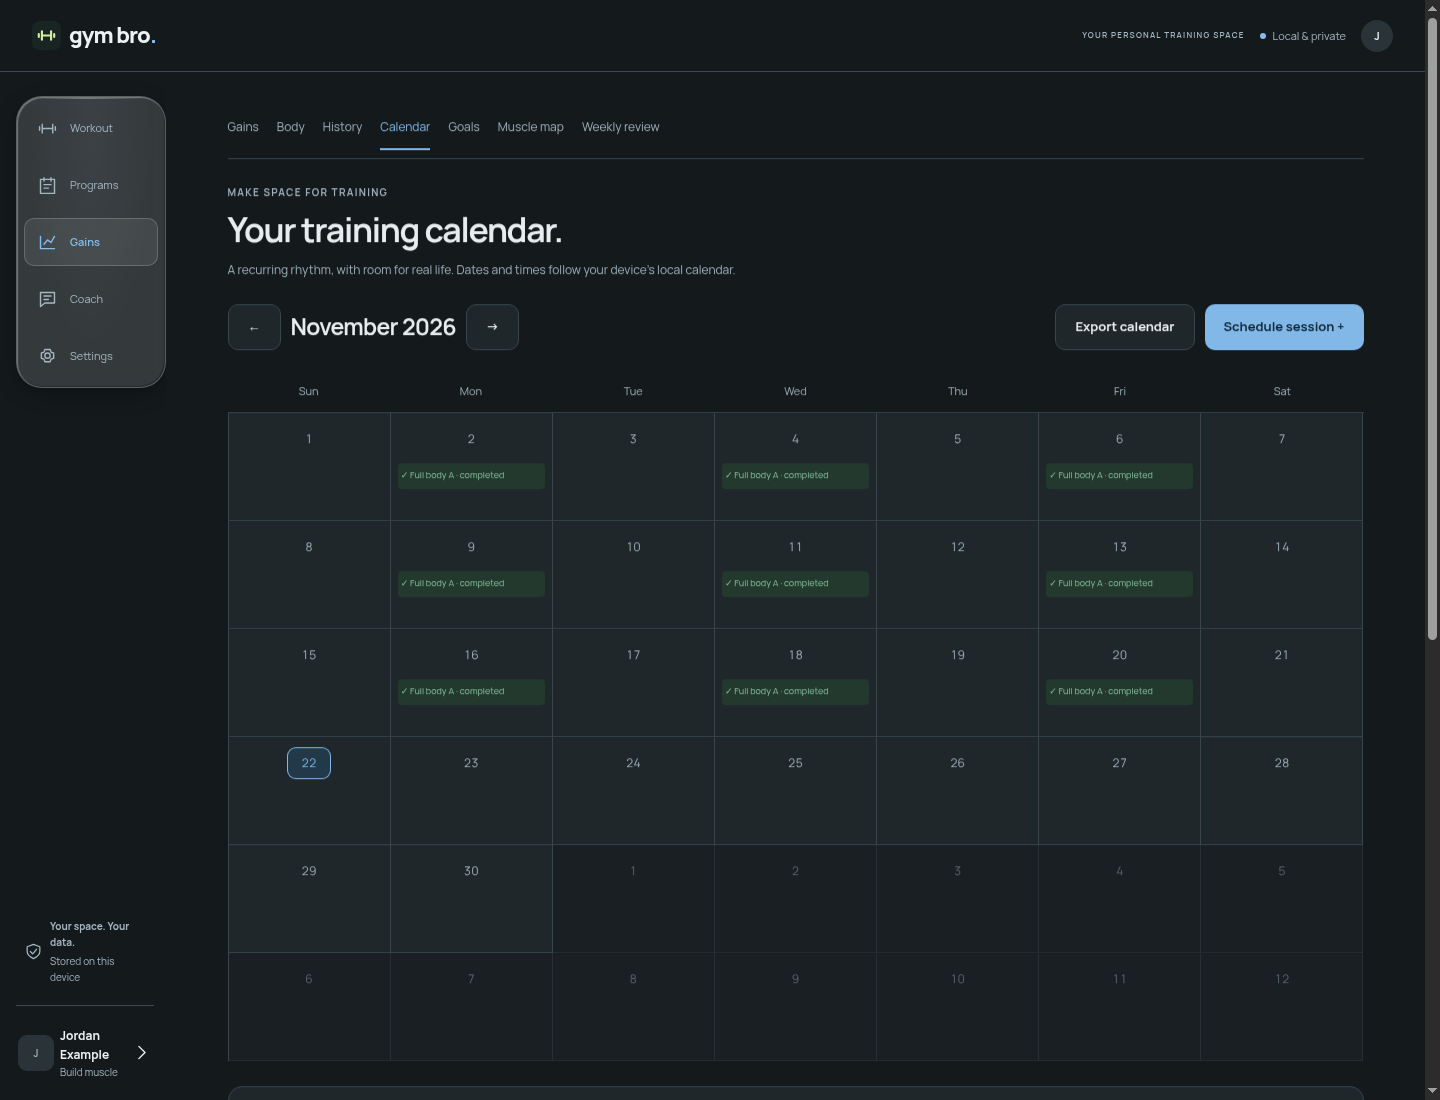 gym bro.
YOUR PERSONAL TRAINING SPACE
Local & private
J
Workout
Programs
Gains
Coach
Settings
Gains Body History Calendar Goals Muscle map Weekly review
MAKE SPACE FOR TRAINING
Your training calendar.
A recurring rhythm, with room for real life. Dates and times follow your device's local calendar.
← November 2026 →
Export calendar
Schedule session +
Sun Mon Tue Wed Thu Fri Sat
1 2 3 4 5 6 7
✓ Full body A · completed ✓ Full body A · completed ✓ Full body A · completed
8 9 10 11 12 13 14
✓ Full body A · completed ✓ Full body A · completed ✓ Full body A · completed
15 16 17 18 19 20 21
✓ Full body A · completed ✓ Full body A · completed ✓ Full body A · completed
22 23 24 25 26 27 28
29 30 1 2 3 4 5
6 7 8 9 10 11 12
Your space. Your
data.
Stored on this
device
J
Jordan
Example
Build muscle